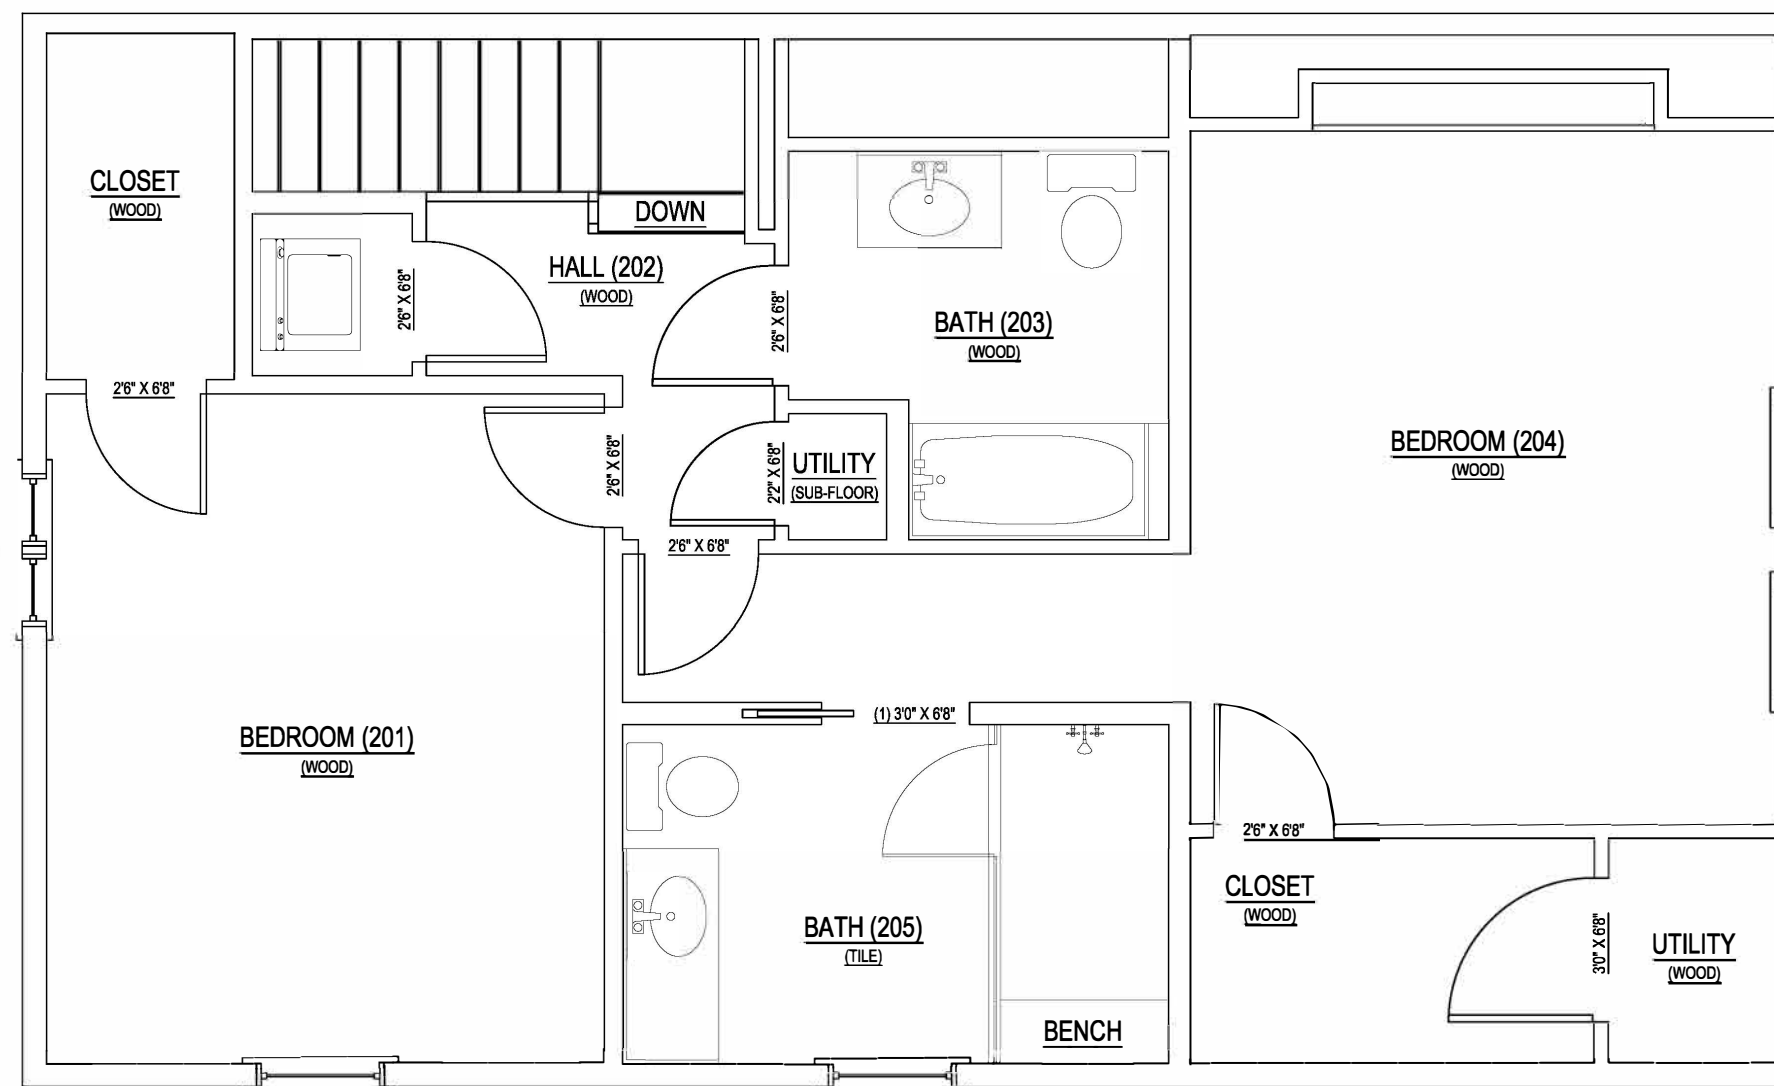 CLOSET
(WOOD)
DOWN
HALL (202)
(WOOD)
2'6" X 6'8"
2'6" X 6'8"
BATH (203)
(WOOD)
2'6" X 6'8"
2'6" X 6'8"
2'2" X 6'8"
UTILITY
(SUB-FLOOR)
BEDROOM (204)
(WOOD)
2'6" X 6'8"
BEDROOM (201)
(WOOD)
(1) 3'0" X 6'8"
2'6" X 6'8"
CLOSET
(WOOD)
BATH (205)
(TILE)
3'0" X 6'8"
UTILITY
(WOOD)
BENCH